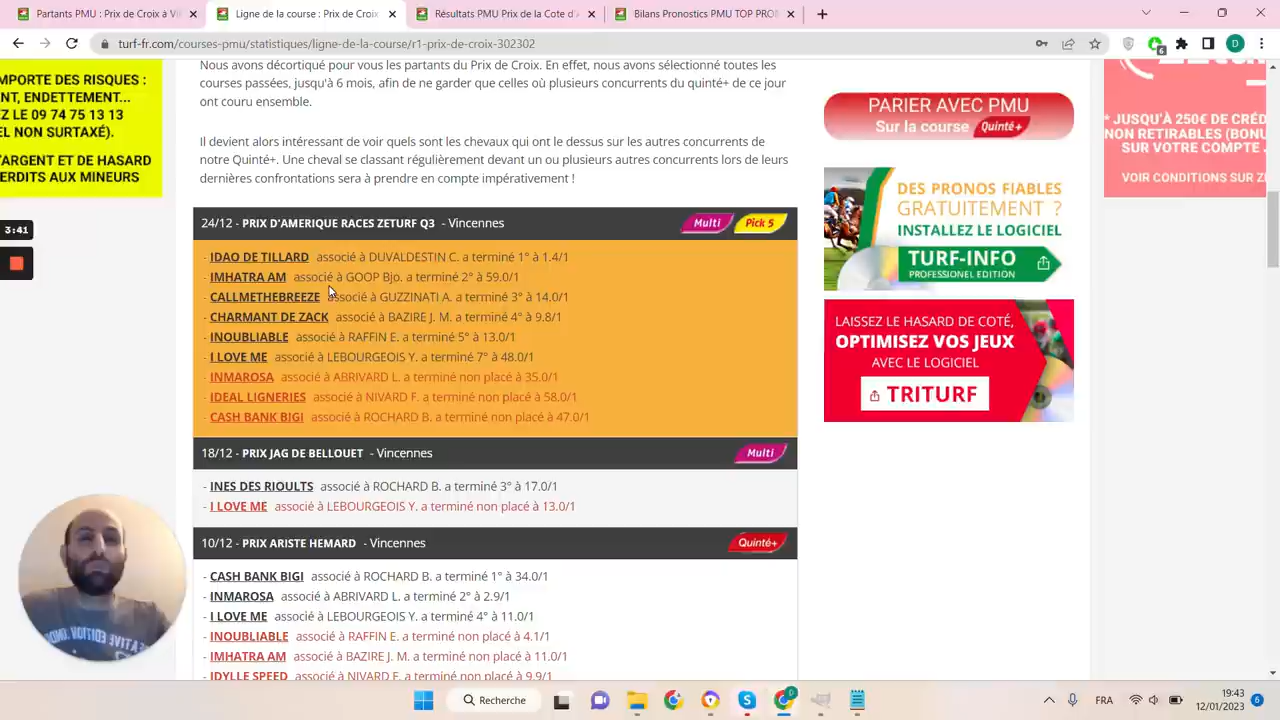 Partants : Prix de Croix à Vi
Ligne de la course : Prix de Croix
Résultats PMU Prix de la Cote d'
Bilans Pronostics PMU TOP PRO
turf-fr.com/courses-pmu/statistiques/ligne-de-la-course/r1-prix-de-croix-302302
MPORTE DES RISQUES :
NT, ENDETTEMENT...
EZ LE 09 74 75 13 13
EL NON SURTAXÉ).
'ARGENT ET DE HASARD
ERDITS AUX MINEURS
3:41
Nous avons décortiqué pour vous les partants du Prix de Croix. En effet, nous avons sélectionné toutes les
courses passées, jusqu'à 6 mois, afin de ne garder que celles où plusieurs concurrents du quinté+ de ce jour
ont couru ensemble.
Il devient alors intéressant de voir quels sont les chevaux qui ont le dessus sur les autres concurrents de
notre Quinté+. Une cheval se classant régulièrement devant un ou plusieurs autres concurrents lors de leurs
dernières confrontations sera à prendre en compte impérativement !
24/12 - PRIX D'AMERIQUE RACES ZETURF Q3 - Vincennes Multi Pick 5
- IDAO DE TILLARD associé à DUVALDESTIN C. a terminé 1° à 1.4/1
- IMHATRA AM associé à GOOP Bjo. a terminé 2° à 59.0/1
- CALLMETHEBREEZE associé à GUZZINATI A. a terminé 3° à 14.0/1
- CHARMANT DE ZACK associé à BAZIRE J. M. a terminé 4° à 9.8/1
- INOUBLIABLE associé à RAFFIN E. a terminé 5° à 13.0/1
- I LOVE ME associé à LEBOURGEOIS Y. a terminé 7° à 48.0/1
- INMAROSA associé à ABRIVARD L. a terminé non placé à 35.0/1
- IDEAL LIGNERIES associé à NIVARD F. a terminé non placé à 58.0/1
- CASH BANK BIGI associé à ROCHARD B. a terminé non placé à 47.0/1
18/12 - PRIX JAG DE BELLOUET - Vincennes Multi
- INES DES RIOULTS associé à ROCHARD B. a terminé 3° à 17.0/1
- I LOVE ME associé à LEBOURGEOIS Y. a terminé non placé à 13.0/1
10/12 - PRIX ARISTE HEMARD - Vincennes Quinté+
- CASH BANK BIGI associé à ROCHARD B. a terminé 1° à 34.0/1
- INMAROSA associé à ABRIVARD L. a terminé 2° à 2.9/1
- I LOVE ME associé à LEBOURGEOIS Y. a terminé 4° à 11.0/1
- INOUBLIABLE associé à RAFFIN E. a terminé non placé à 4.1/1
- IMHATRA AM associé à BAZIRE J. M. a terminé non placé à 11.0/1
- IDYLLE SPEED associé à NIVARD F. a terminé non placé à 9.9/1
PARIER AVEC PMU
Sur la course Quinté+
DES PRONOS FIABLES
GRATUITEMENT ?
INSTALLEZ LE LOGICIEL
TURF-INFO
PROFESSIONEL EDITION
LAISSEZ LE HASARD DE COTÉ,
OPTIMISEZ VOS JEUX
AVEC LE LOGICIEL
TRITURF
* JUSQU'À 250€ DE CRÉD
NON RETIRABLES (BONU
SUR VOTRE COMPTE
VOIR CONDITIONS SUR Z
Recherche
FRA
19:43
12/01/2023